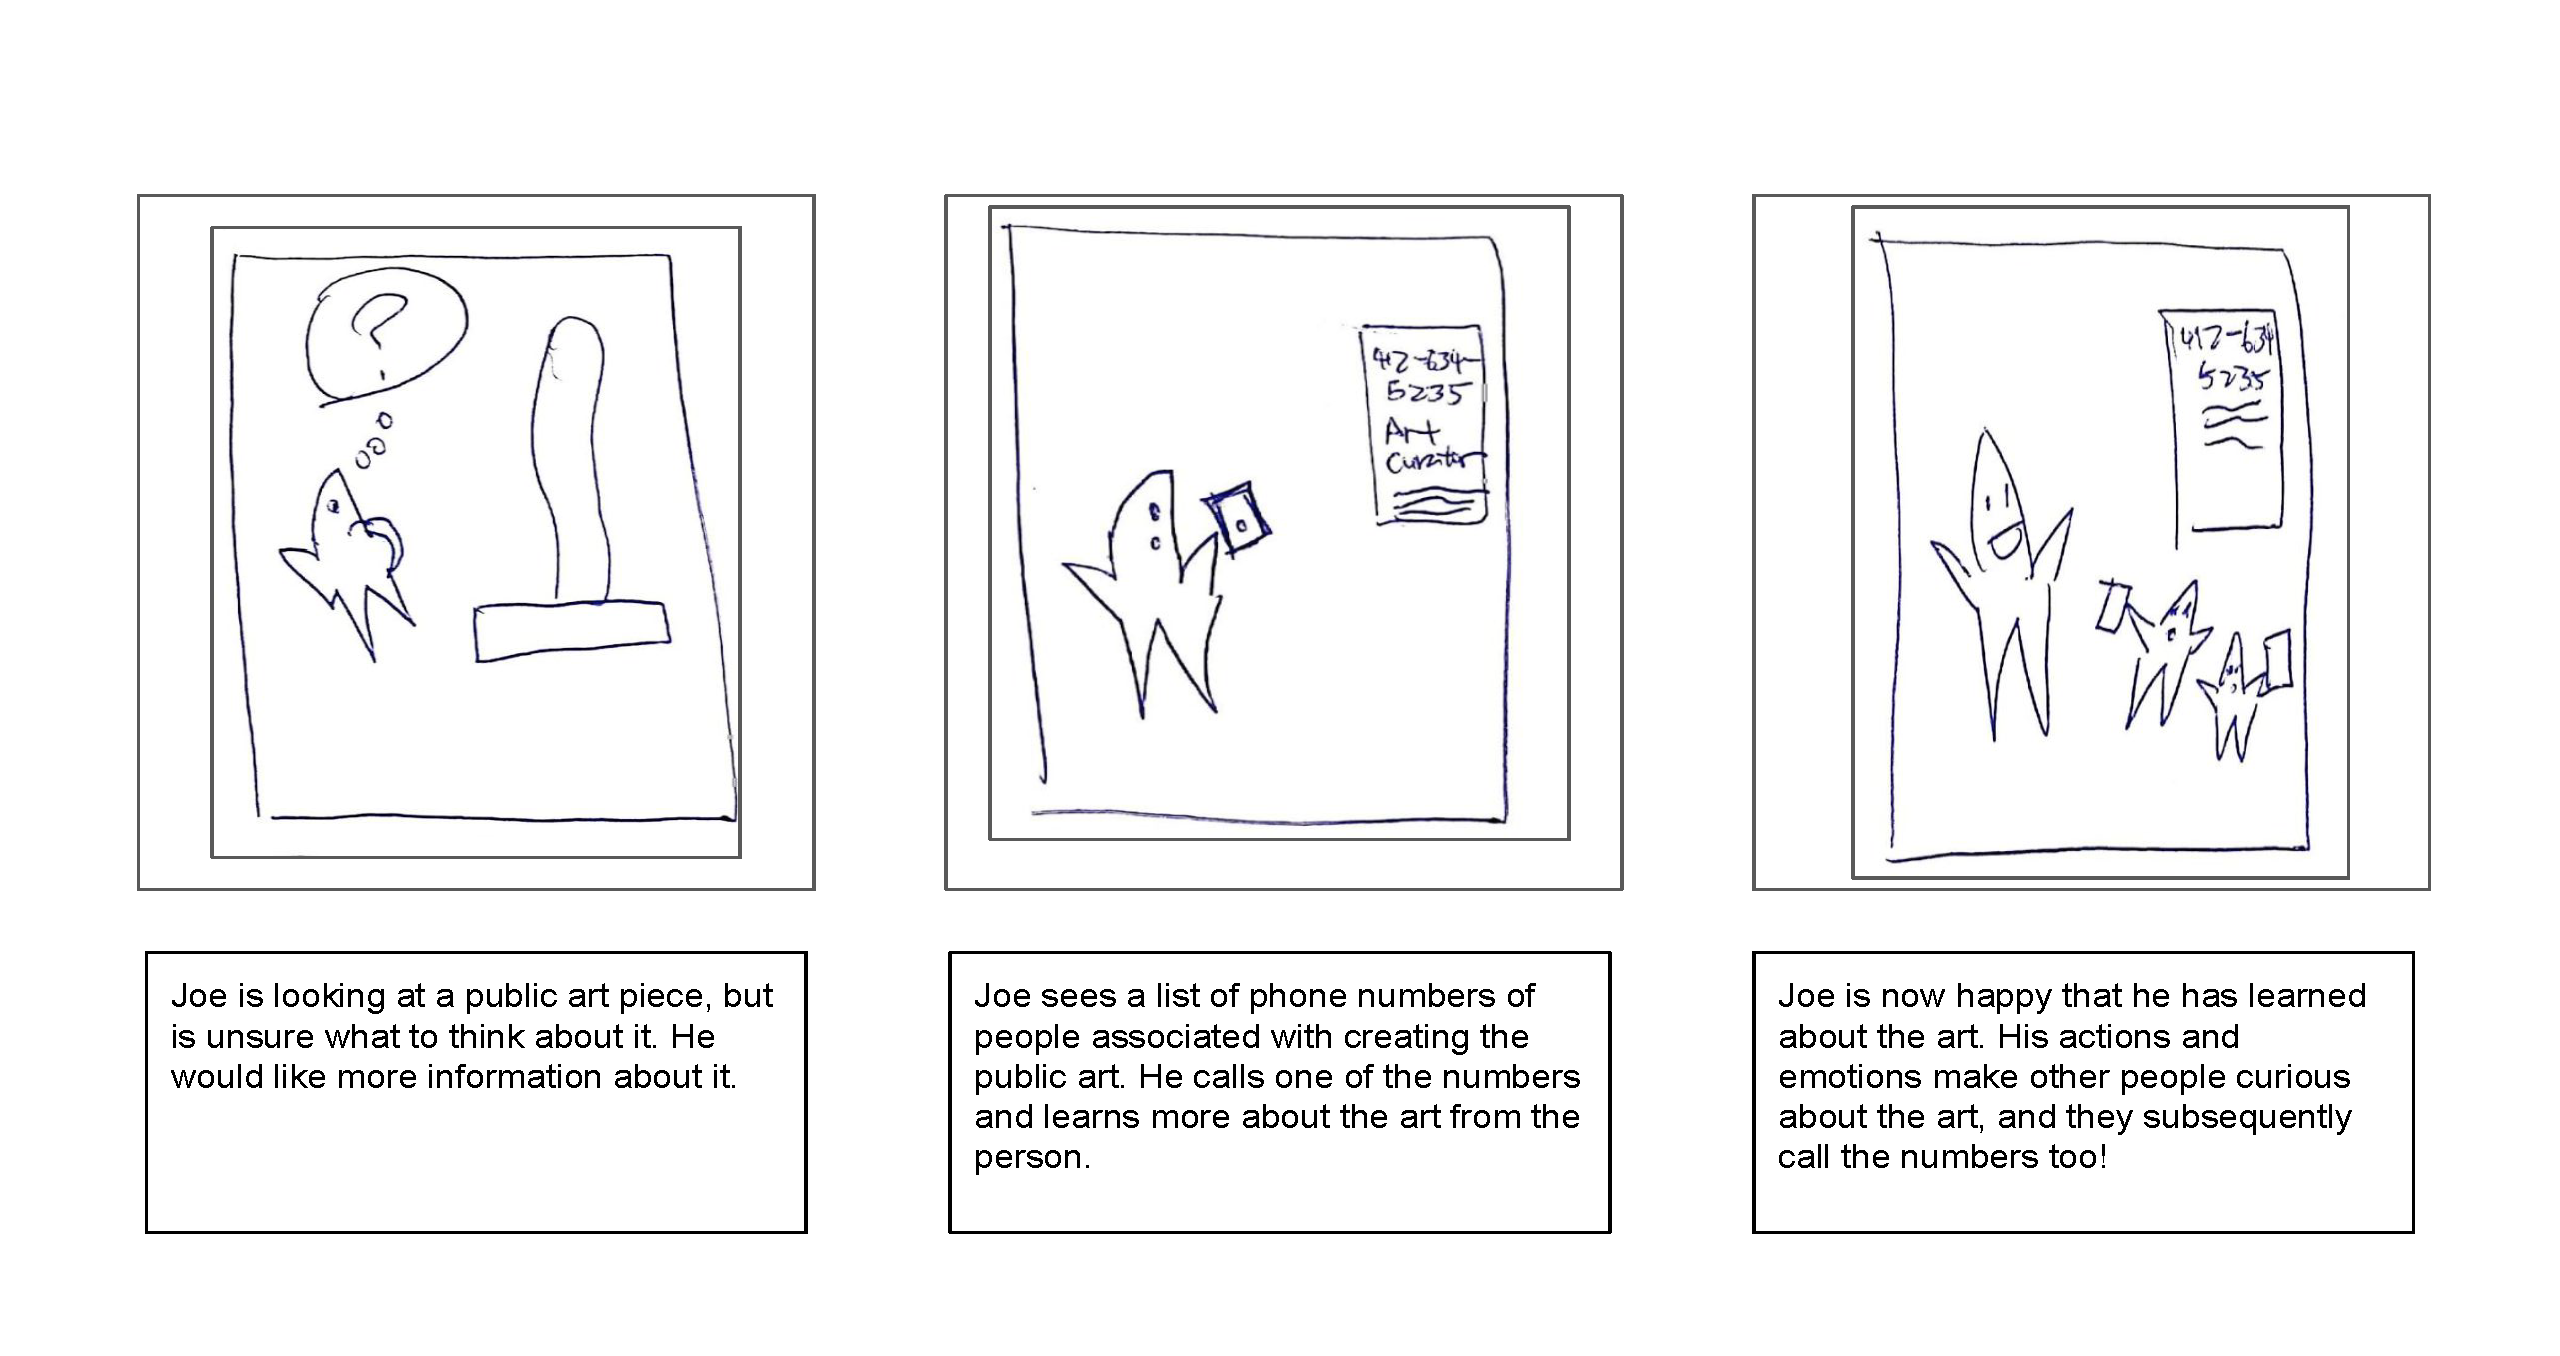 ?
42-634-
5235
Art
Curator
412-634
5235
Joe is looking at a public art piece, but
is unsure what to think about it. He
would like more information about it.
Joe sees a list of phone numbers of
people associated with creating the
public art. He calls one of the numbers
and learns more about the art from the
person.
Joe is now happy that he has learned
about the art. His actions and
emotions make other people curious
about the art, and they subsequently
call the numbers too!